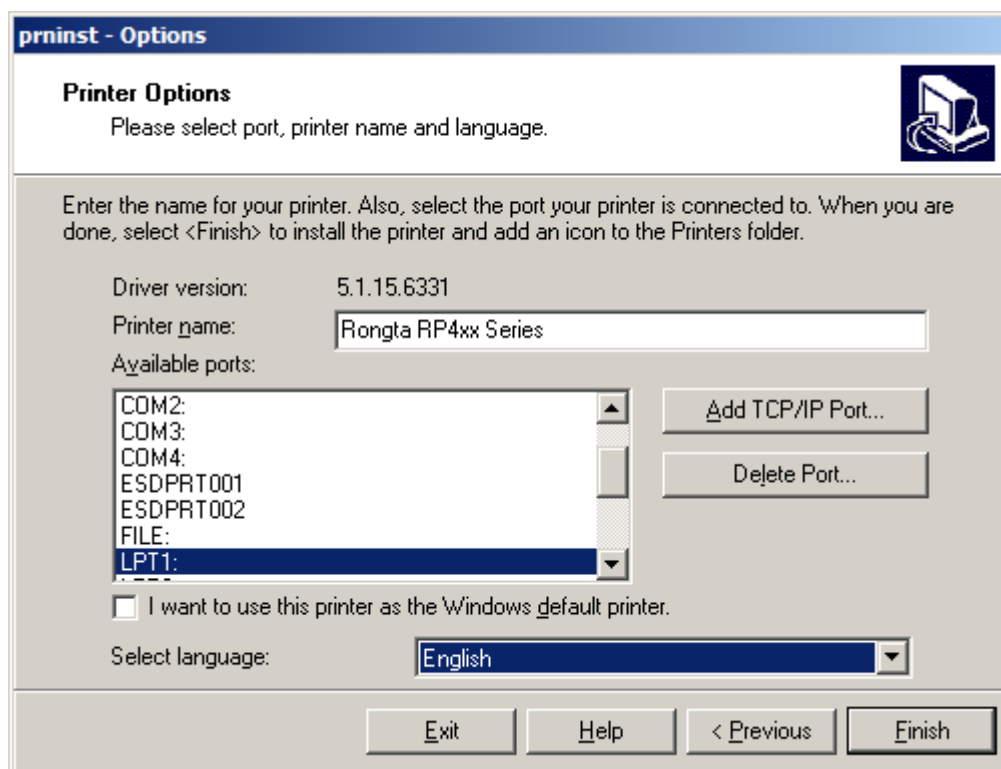 prninst - Options
Printer Options
Please select port, printer name and language.
Enter the name for your printer. Also, select the port your printer is connected to. When you are
done, select <Finish> to install the printer and add an icon to the Printers folder.
Driver version: 5.1.15.6331
Printer name: Rongta RP4xx Series
Available ports:
COM2:
COM3:
COM4:
ESDPRT001
ESDPRT002
FILE:
LPT1:
Add TCP/IP Port...
Delete Port...
I want to use this printer as the Windows default printer.
Select language: English
Exit Help < Previous Finish